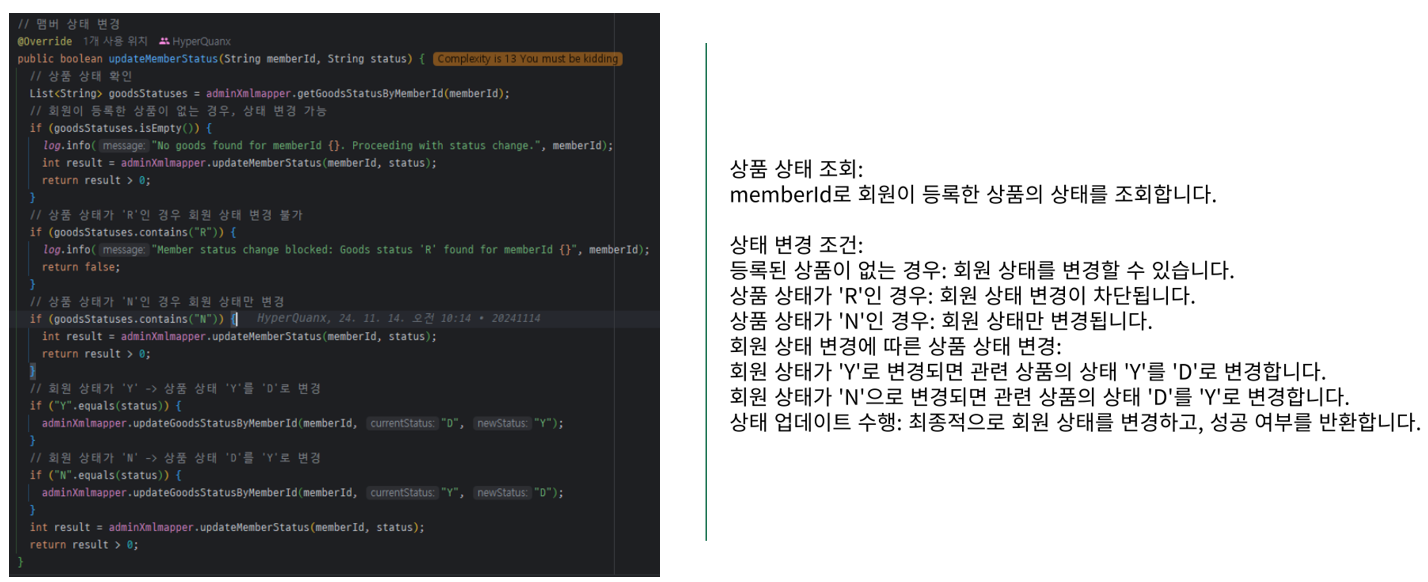 // 맴버 상태 변경
@Override 1개 사용 위치 HyperQuanx
public boolean updateMemberStatus(String memberId, String status) { Complexity is 13 You must be kidding
// 상품 상태 확인
List<String> goodsStatuses = adminXmlmapper.getGoodsStatusByMemberId(memberId);
// 회원이 등록한 상품이 없는 경우, 상태 변경 가능
if (goodsStatuses.isEmpty()) {
log.info( message: "No goods found for memberId {}. Proceeding with status change.", memberId);
int result = adminXmlmapper.updateMemberStatus(memberId, status);
return result > 0;
}
// 상품 상태가 'R'인 경우 회원 상태 변경 불가
if (goodsStatuses.contains("R")) {
log.info( message: "Member status change blocked: Goods status 'R' found for memberId {}", memberId);
return false;
}
// 상품 상태가 'N'인 경우 회원 상태만 변경
if (goodsStatuses.contains("N")) { HyperQuanx, 24. 11. 14. 오전 10:14 • 20241114
int result = adminXmlmapper.updateMemberStatus(memberId, status);
return result > 0;
}
// 회원 상태가 'Y' -> 상품 상태 'Y'를 'D'로 변경
if ("Y".equals(status)) {
adminXmlmapper.updateGoodsStatusByMemberId(memberId, currentStatus: "D", newStatus: "Y");
}
// 회원 상태가 'N' -> 상품 상태 'D'를 'Y'로 변경
if ("N".equals(status)) {
adminXmlmapper.updateGoodsStatusByMemberId(memberId, currentStatus: "Y", newStatus: "D");
}
int result = adminXmlmapper.updateMemberStatus(memberId, status);
return result > 0;
}
상품 상태 조회:
memberId로 회원이 등록한 상품의 상태를 조회합니다.
상태 변경 조건:
등록된 상품이 없는 경우: 회원 상태를 변경할 수 있습니다.
상품 상태가 'R'인 경우: 회원 상태 변경이 차단됩니다.
상품 상태가 'N'인 경우: 회원 상태만 변경됩니다.
회원 상태 변경에 따른 상품 상태 변경:
회원 상태가 'Y'로 변경되면 관련 상품의 상태 'Y'를 'D'로 변경합니다.
회원 상태가 'N'으로 변경되면 관련 상품의 상태 'D'를 'Y'로 변경합니다.
상태 업데이트 수행: 최종적으로 회원 상태를 변경하고, 성공 여부를 반환합니다.